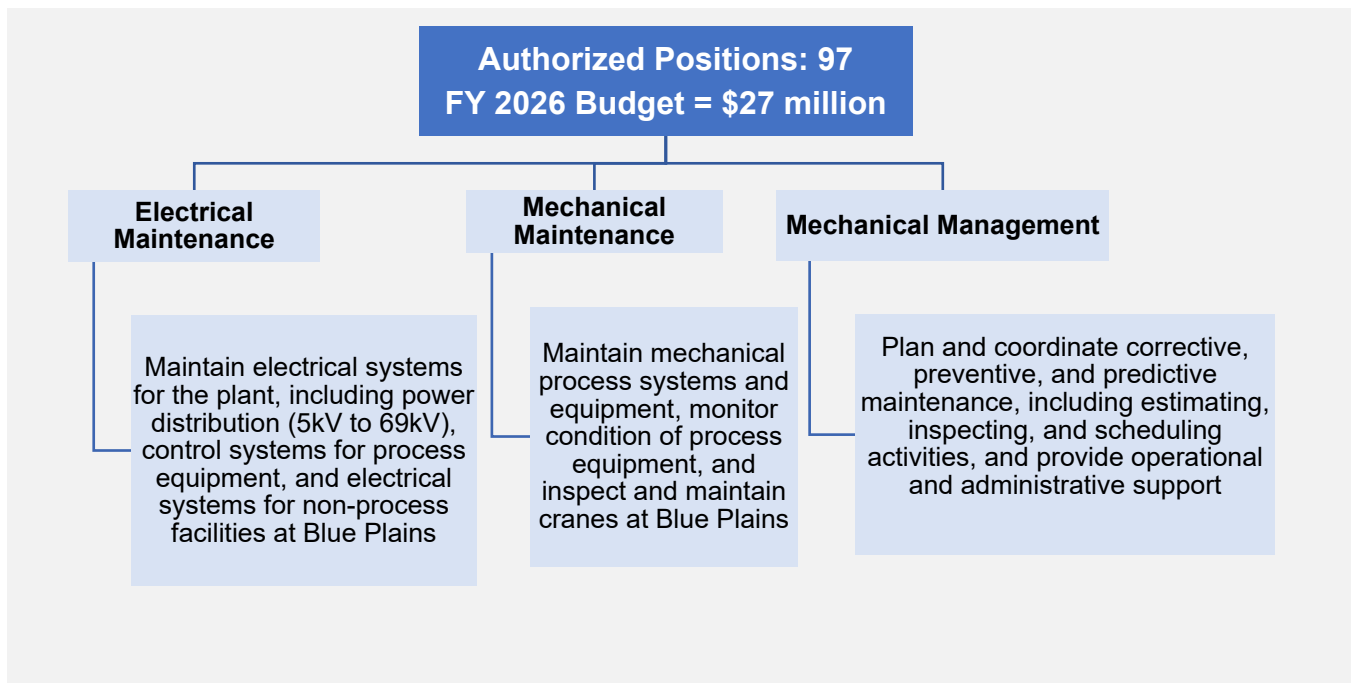 Authorized Positions: 97
FY 2026 Budget = $27 million
Electrical
Maintenance
Mechanical
Maintenance
Mechanical Management
Maintain electrical systems
for the plant, including power
distribution (5kV to 69kV),
control systems for process
equipment, and electrical
systems for non-process
facilities at Blue Plains
Maintain mechanical
process systems and
equipment, monitor
condition of process
equipment, and
inspect and maintain
cranes at Blue Plains
Plan and coordinate corrective,
preventive, and predictive
maintenance, including estimating,
inspecting, and scheduling
activities, and provide operational
and administrative support